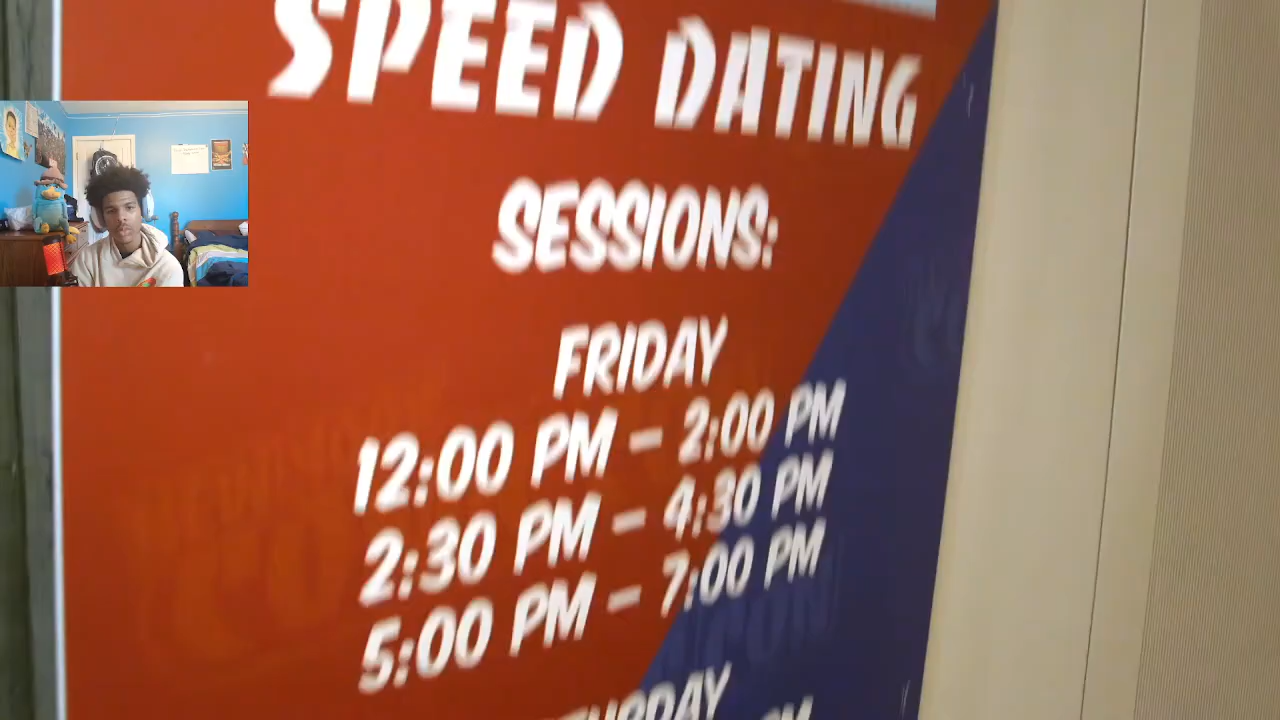 SPEED DATING
SESSIONS:
FRIDAY
12:00 PM – 2:00 PM
2:30 PM – 4:30 PM
5:00 PM – 7:00 PM